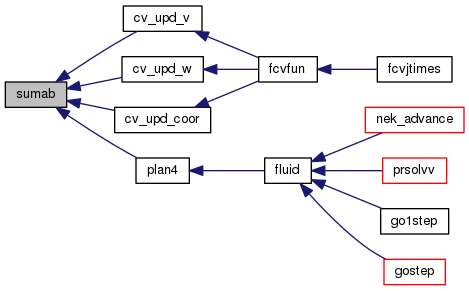 sumab
cv_upd_v
cv_upd_w
cv_upd_coor
plan4
fcvfun
fcvjtimes
fluid
nek_advance
prsolvv
go1step
gostep